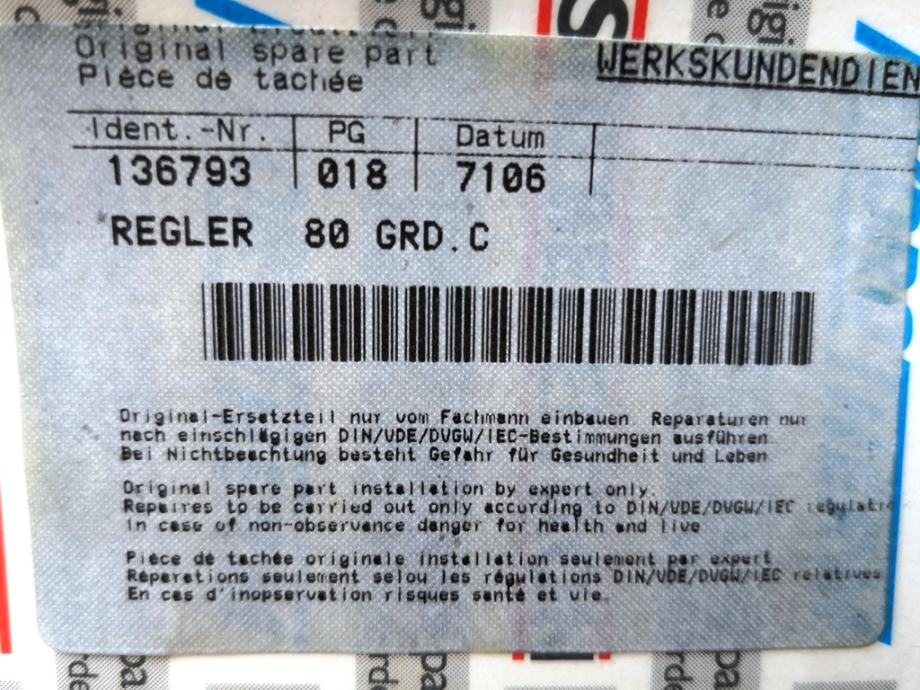 Original spare part
Pièce de tachée
WERKSKUNDENDIEN
Ident.-Nr. PG Datum
136793 018 7106
REGLER 80 GRD.C
Original-Ersatzteil nur vom Fachmann einbauen. Reparaturen nur
nach einschlägigen DIN/VDE/DVGW/IEC-Bestimmungen ausführen.
Bei Nichtbeachtung besteht Gefahr für Gesundheit und Leben
Original spare part installation by expert only.
Repaires to be carried out only according to DIN/VDE/DVGW/IEC regulatio
in case of non-observance danger for health and live
Pièce de tachée originale installation seulement par expert
Réparations seulement selou les régulations DIN/VDE/DVGW/IEC relatives
En cas d'inopservation risques santé et vie.